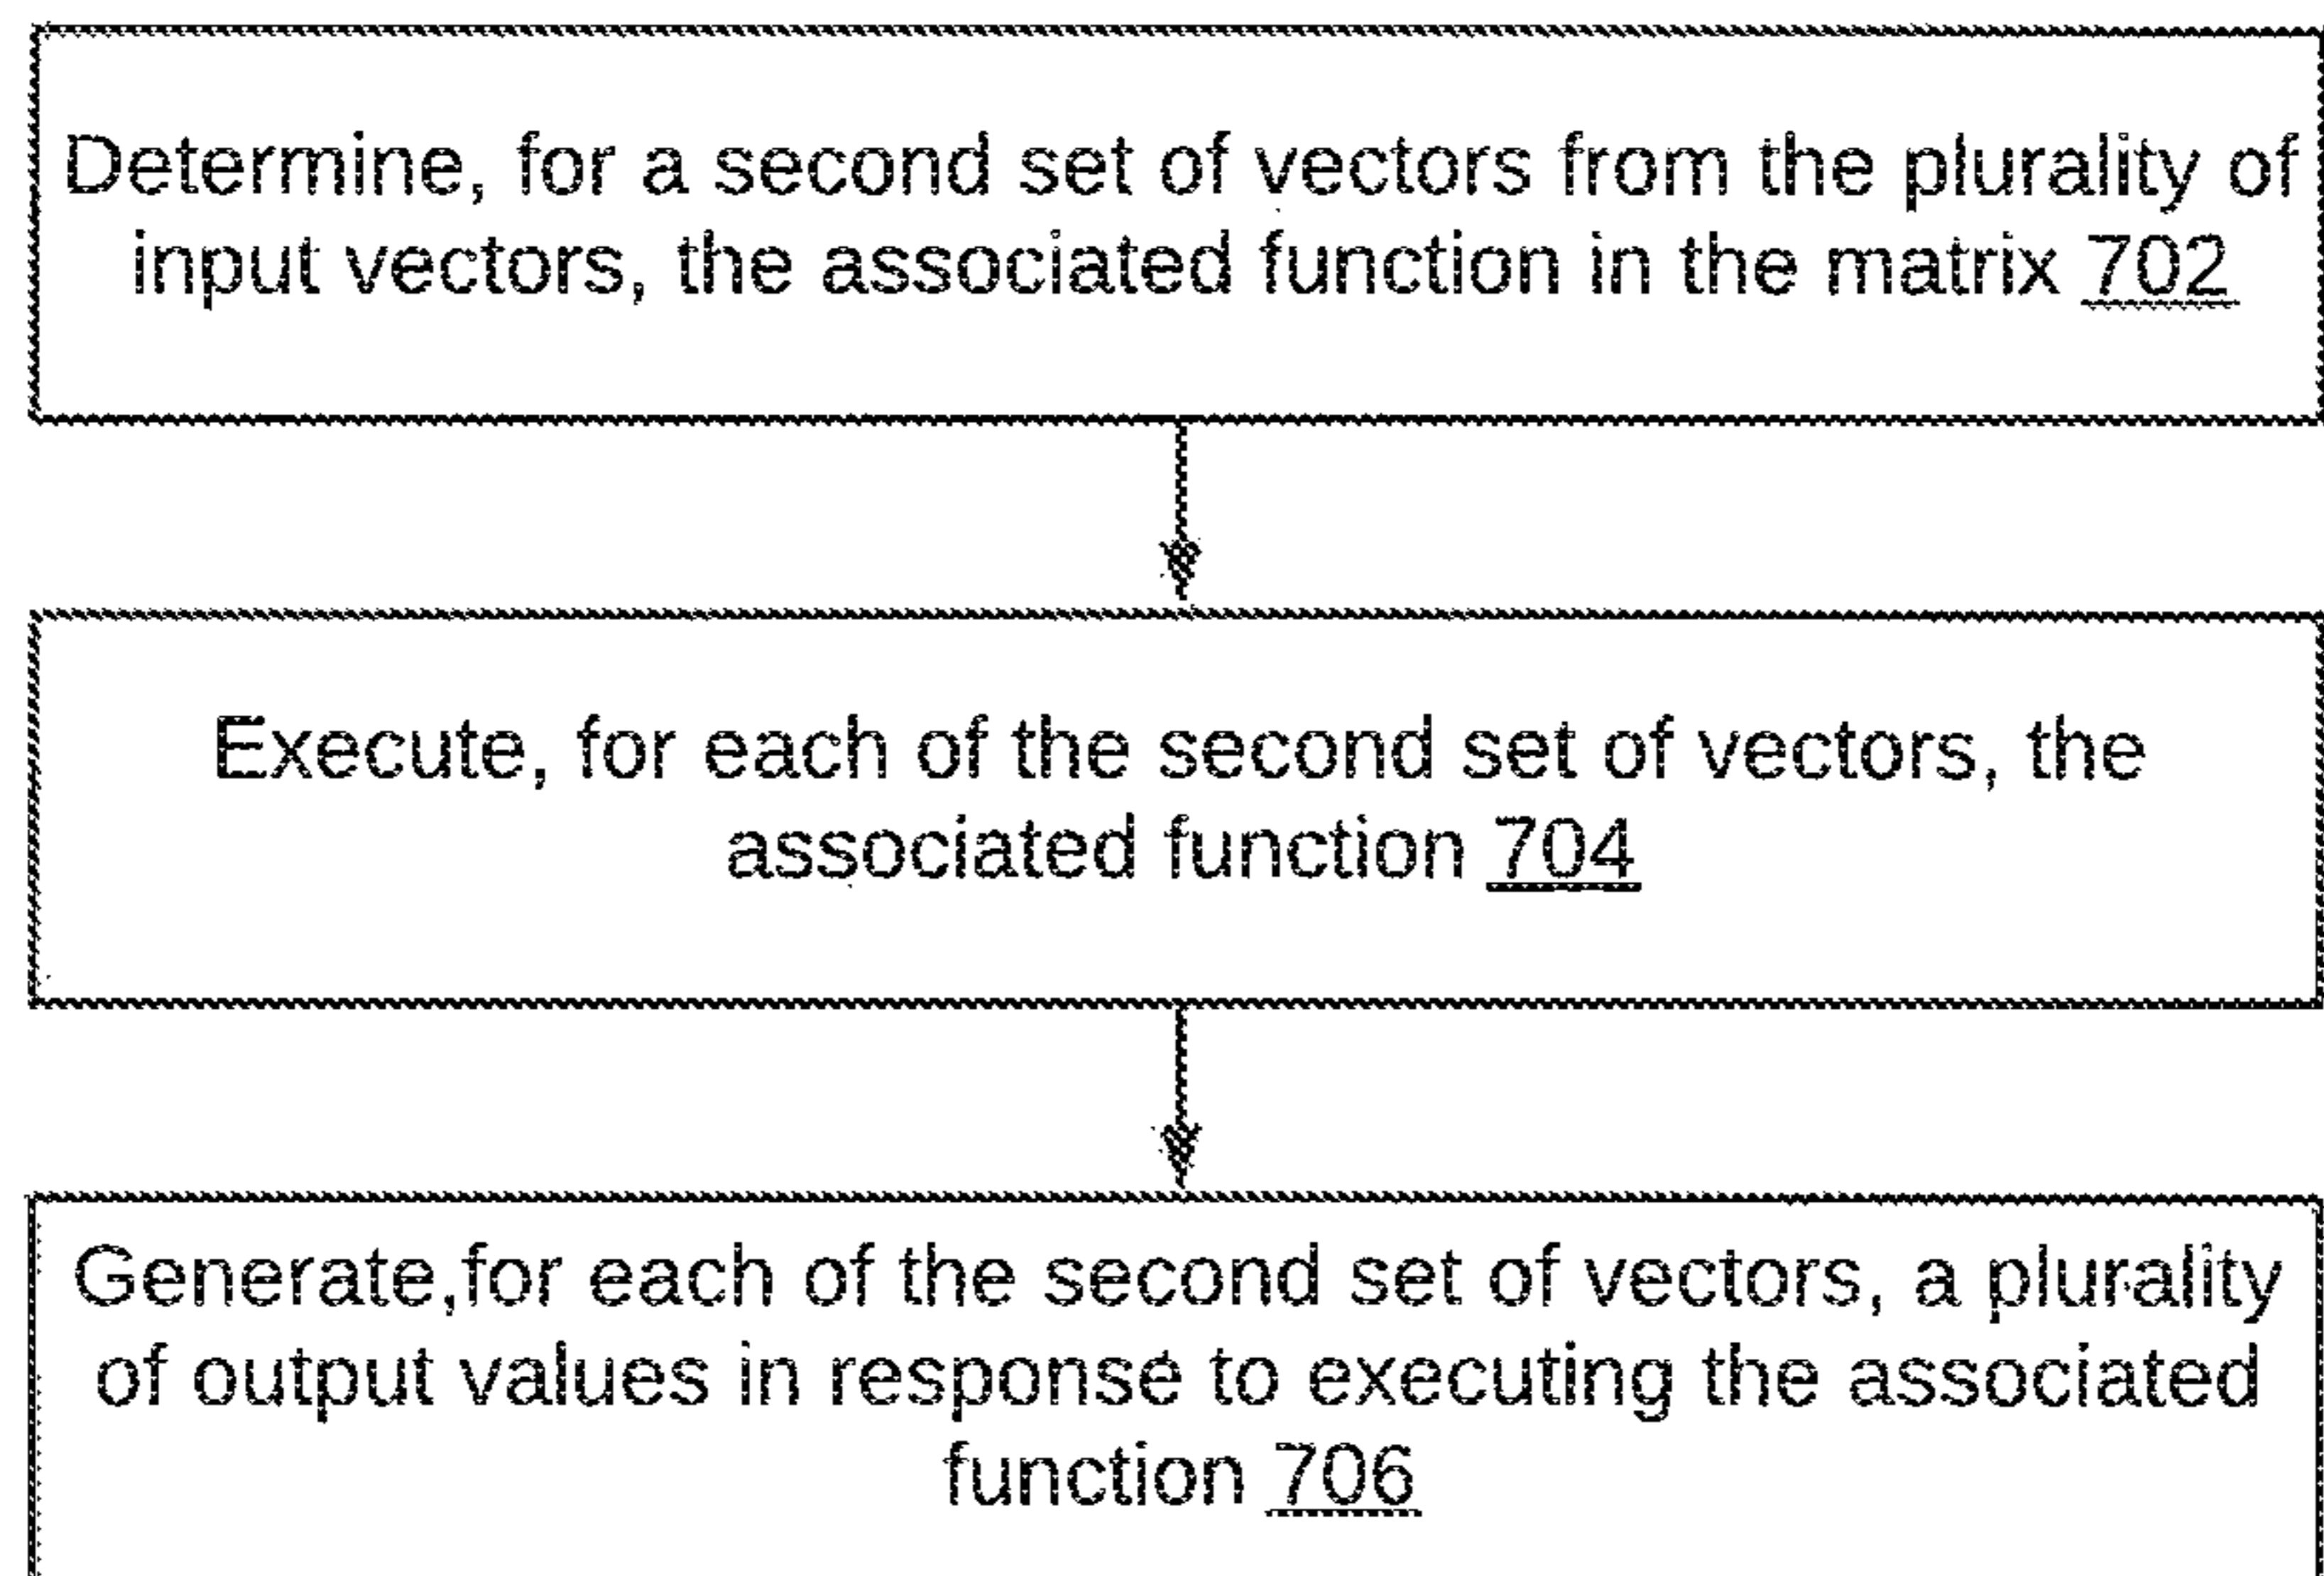 Determine, for a second set of vectors from the plurality of
input vectors, the associated function in the matrix 702
Execute, for each of the second set of vectors, the
associated function 704
Generate,for each of the second set of vectors, a plurality
of output values in response to executing the associated
function 706